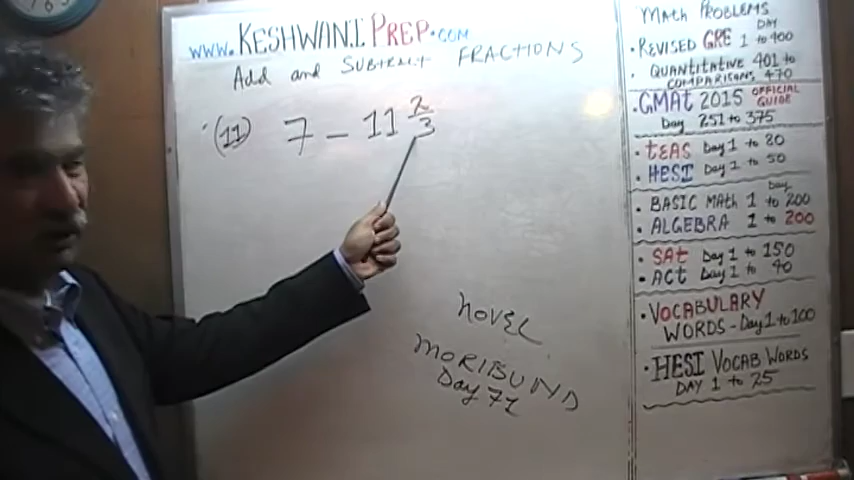 www.KESHWANI PREP.com
Add and SUBTRACT FRACTIONS
(11) 7 - 11 2/3
NOVEL
MORIBUND
Day 71
MATH PROBLEMS
DAY
• REVISED GRE 1 to 400
• QUANTITATIVE 401 to
COMPARISONS 470
GMAT 2015 OFFICIAL
GUIDE
Day 251 to 375
• TEAS Day 1 to 80
• HESI Day 1 to 50
Day
• BASIC MATH 1 to 200
• ALGEBRA 1 to 200
• SAT Day 1 to 150
• ACT Day 1 to 40
• VOCABULARY
WORDS - Day 1 to 100
• HESI VOCAB WORDS
DAY 1 to 25